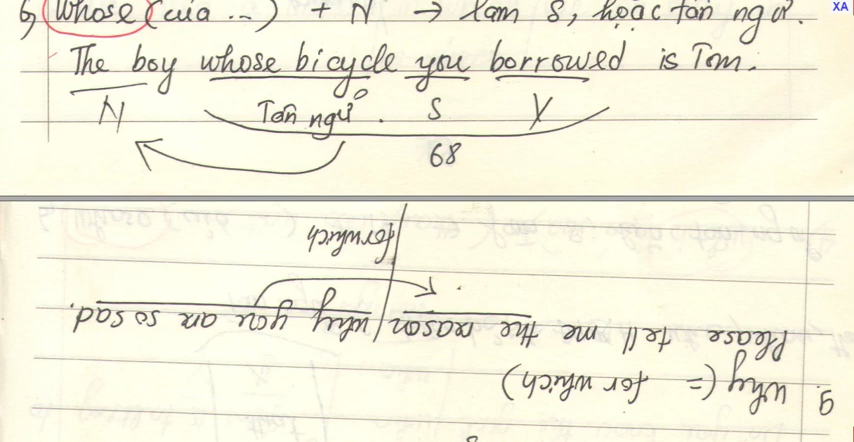 6, Whose (của ...) + N → làm S, hoặc tân ngữ.
The boy whose bicycle you borrowed is Tom.
N Tân ngữ. S V
68
9. Why (= for which)
Please tell me the reason / why you are so sad.
for which
XA